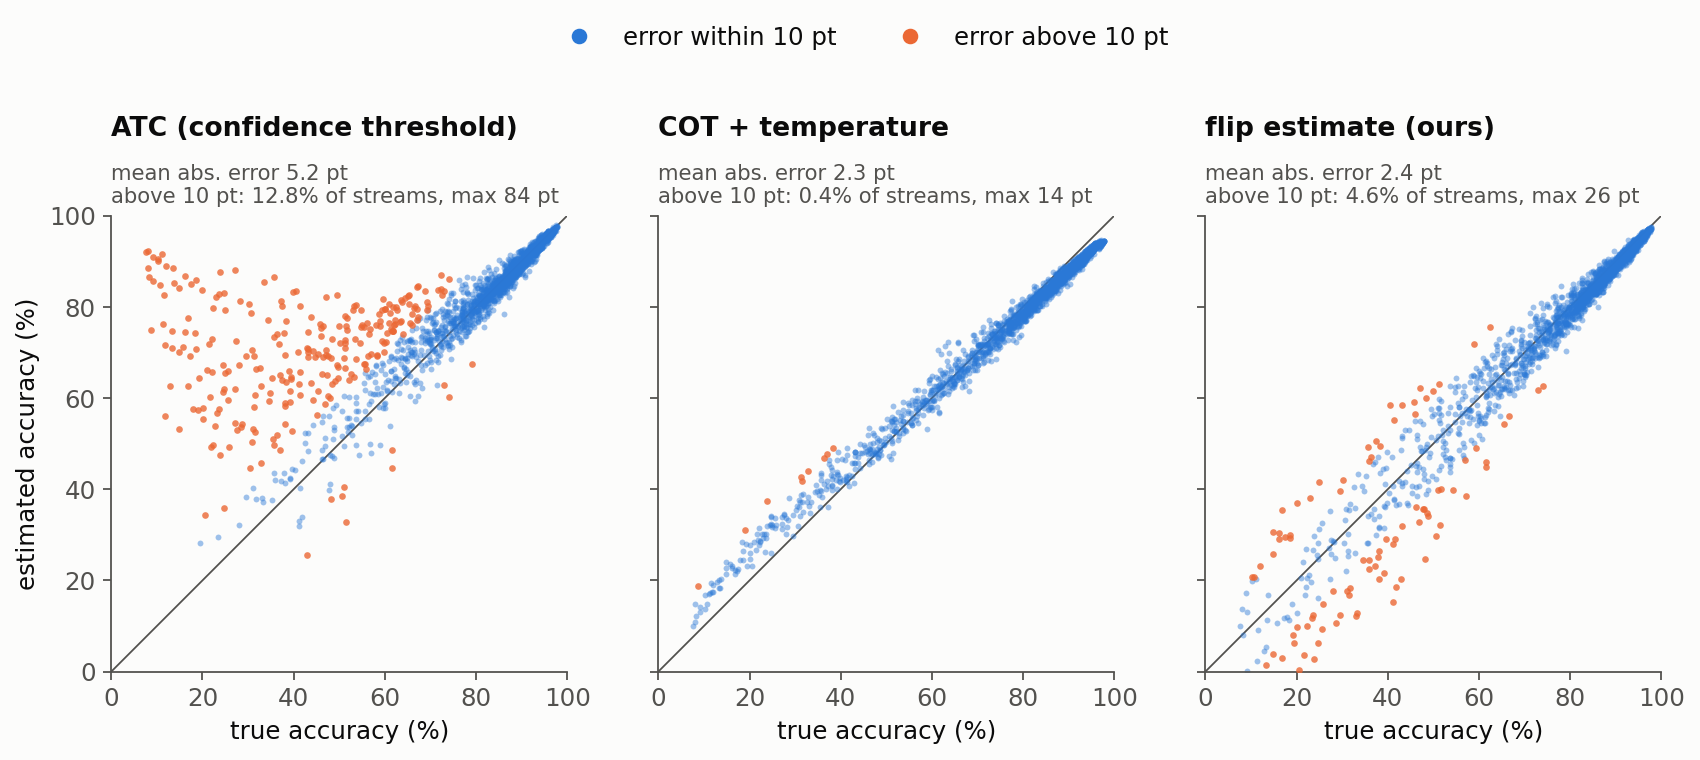 error within 10 pt
error above 10 pt
ATC (confidence threshold)
mean abs. error 5.2 pt
above 10 pt: 12.8% of streams, max 84 pt
COT + temperature
mean abs. error 2.3 pt
above 10 pt: 0.4% of streams, max 14 pt
flip estimate (ours)
mean abs. error 2.4 pt
above 10 pt: 4.6% of streams, max 26 pt
estimated accuracy (%)
100
80
60
40
20
0
0 20 40 60 80 100
true accuracy (%)
0 20 40 60 80 100
true accuracy (%)
0 20 40 60 80 100
true accuracy (%)